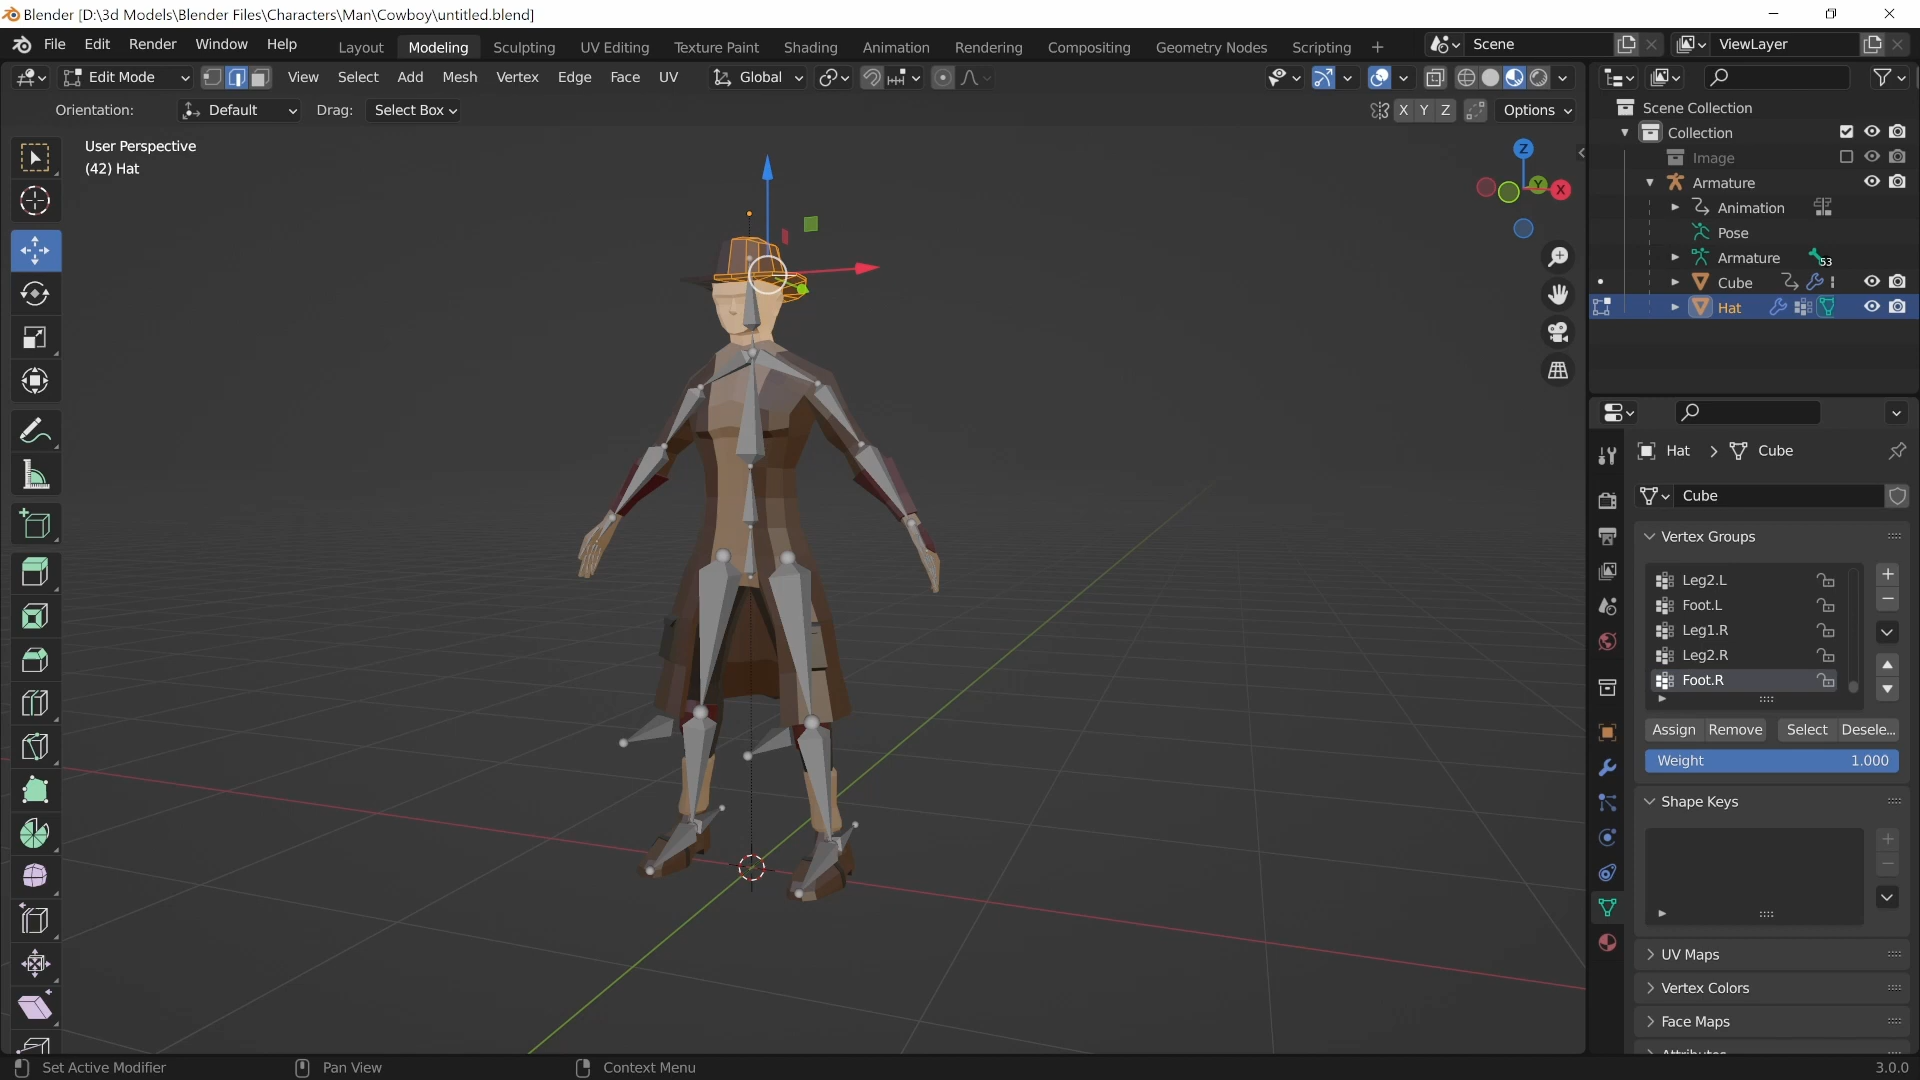 Blender [D:\3d Models\Blender Files\Characters\Man\Cowboy\untitled.blend]
File Edit Render Window Help Layout Modeling Sculpting UV Editing Texture Paint Shading Animation Rendering Compositing Geometry Nodes Scripting + Scene ViewLayer
Edit Mode View Select Add Mesh Vertex Edge Face UV Global
Orientation: Default Drag: Select Box X Y Z Options
User Perspective
(42) Hat
Z
Y
X
Scene Collection
Collection
Image
Armature
Animation
Pose
Armature 53
Cube
Hat
Hat > Cube
Cube
Vertex Groups
Leg2.L
Foot.L
Leg1.R
Leg2.R
Foot.R
Assign Remove Select Desele...
Weight 1.000
Shape Keys
UV Maps
Vertex Colors
Face Maps
Attributes
Set Active Modifier Pan View Context Menu 3.0.0